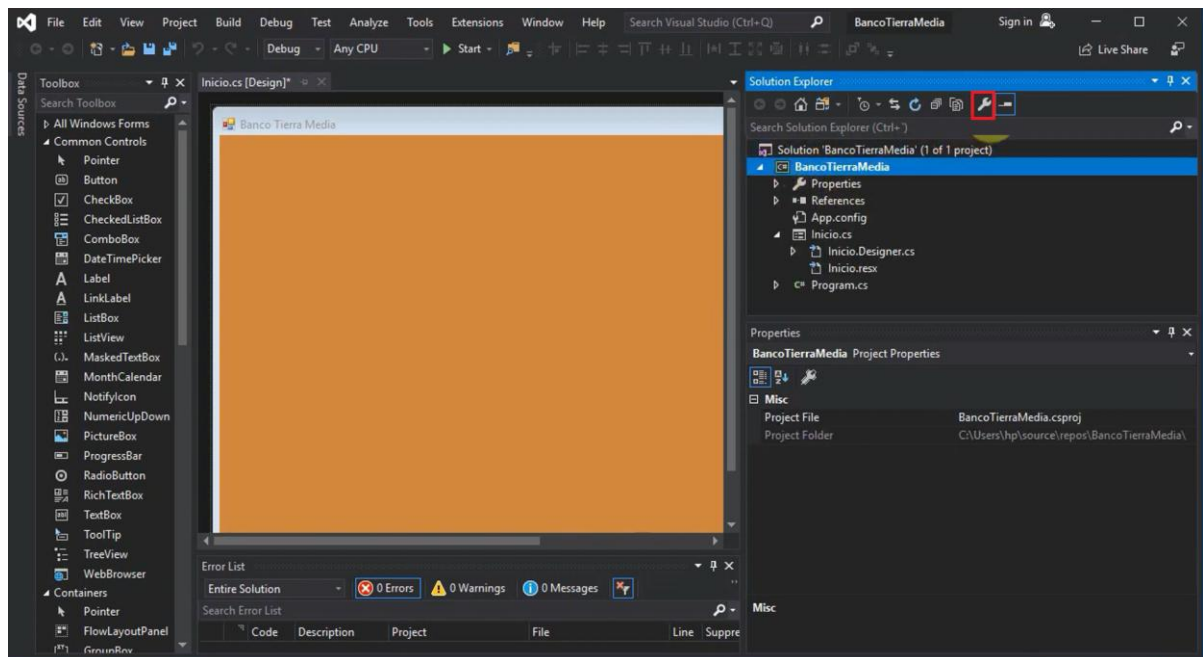 File Edit View Project Build Debug Test Analyze Tools Extensions Window Help Search Visual Studio (Ctrl+Q) BancoTierraMedia Sign in
Debug Any CPU Start Live Share
Data Sources
Toolbox
Search Toolbox
All Windows Forms
Common Controls
Pointer
Button
CheckBox
CheckedListBox
ComboBox
DateTimePicker
Label
LinkLabel
ListBox
ListView
MaskedTextBox
MonthCalendar
NotifyIcon
NumericUpDown
PictureBox
ProgressBar
RadioButton
RichTextBox
TextBox
ToolTip
TreeView
WebBrowser
Containers
Pointer
FlowLayoutPanel
GroupBox
Inicio.cs [Design]*
Banco Tierra Media
Error List
Entire Solution 0 Errors 0 Warnings 0 Messages
Search Error List
Code Description Project File Line Suppre
Solution Explorer
Search Solution Explorer (Ctrl+¨)
Solution 'BancoTierraMedia' (1 of 1 project)
BancoTierraMedia
Properties
References
App.config
Inicio.cs
Inicio.Designer.cs
Inicio.resx
C# Program.cs
Properties
BancoTierraMedia Project Properties
Misc
Project File BancoTierraMedia.csproj
Project Folder C:\Users\hp\source\repos\BancoTierraMedia\
Misc